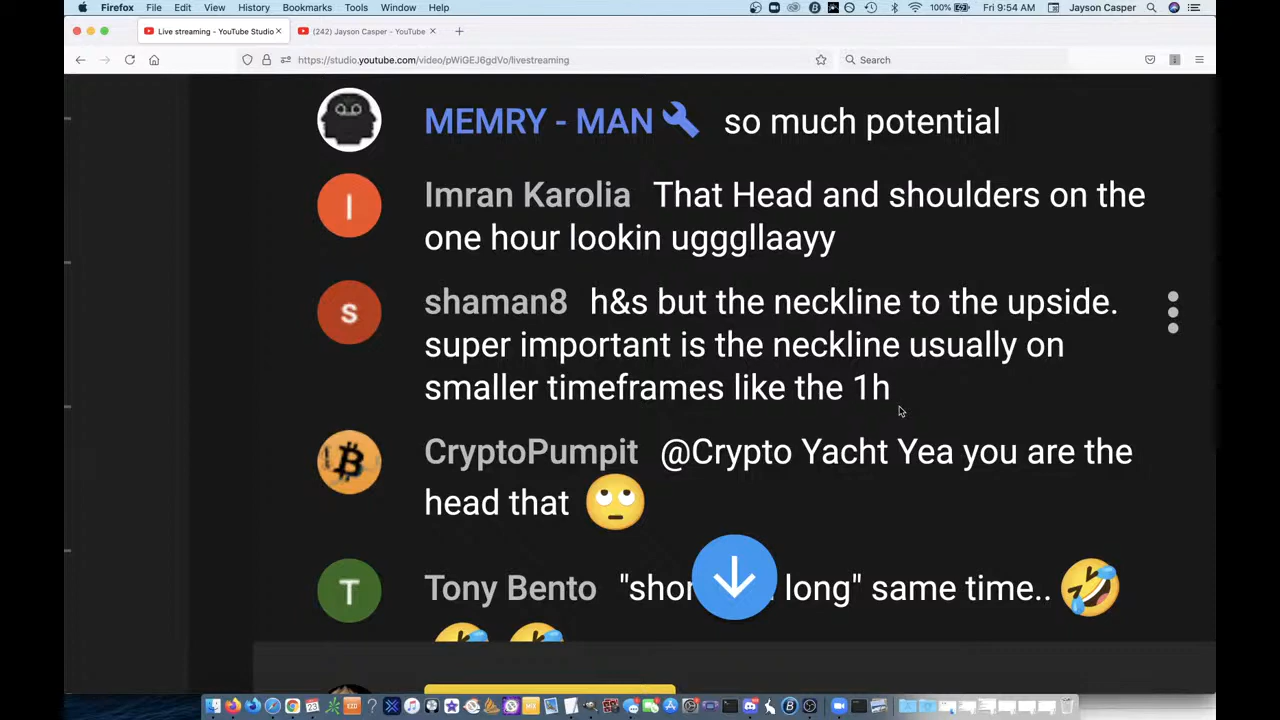 Firefox File Edit View History Bookmarks Tools Window Help 100% Fri 9:54 AM Jayson Casper
Live streaming - YouTube Studio (242) Jayson Casper - YouTube
https://studio.youtube.com/video/pWiGEJ6gdVo/livestreaming Search
MEMRY - MAN so much potential
I Imran Karolia That Head and shoulders on the
one hour lookin ugggllaayy
s shaman8 h&s but the neckline to the upside.
super important is the neckline usually on
smaller timeframes like the 1h
CryptoPumpit @Crypto Yacht Yea you are the
head that 🙄
T Tony Bento long" same time.. 🤣
🤣 🤣